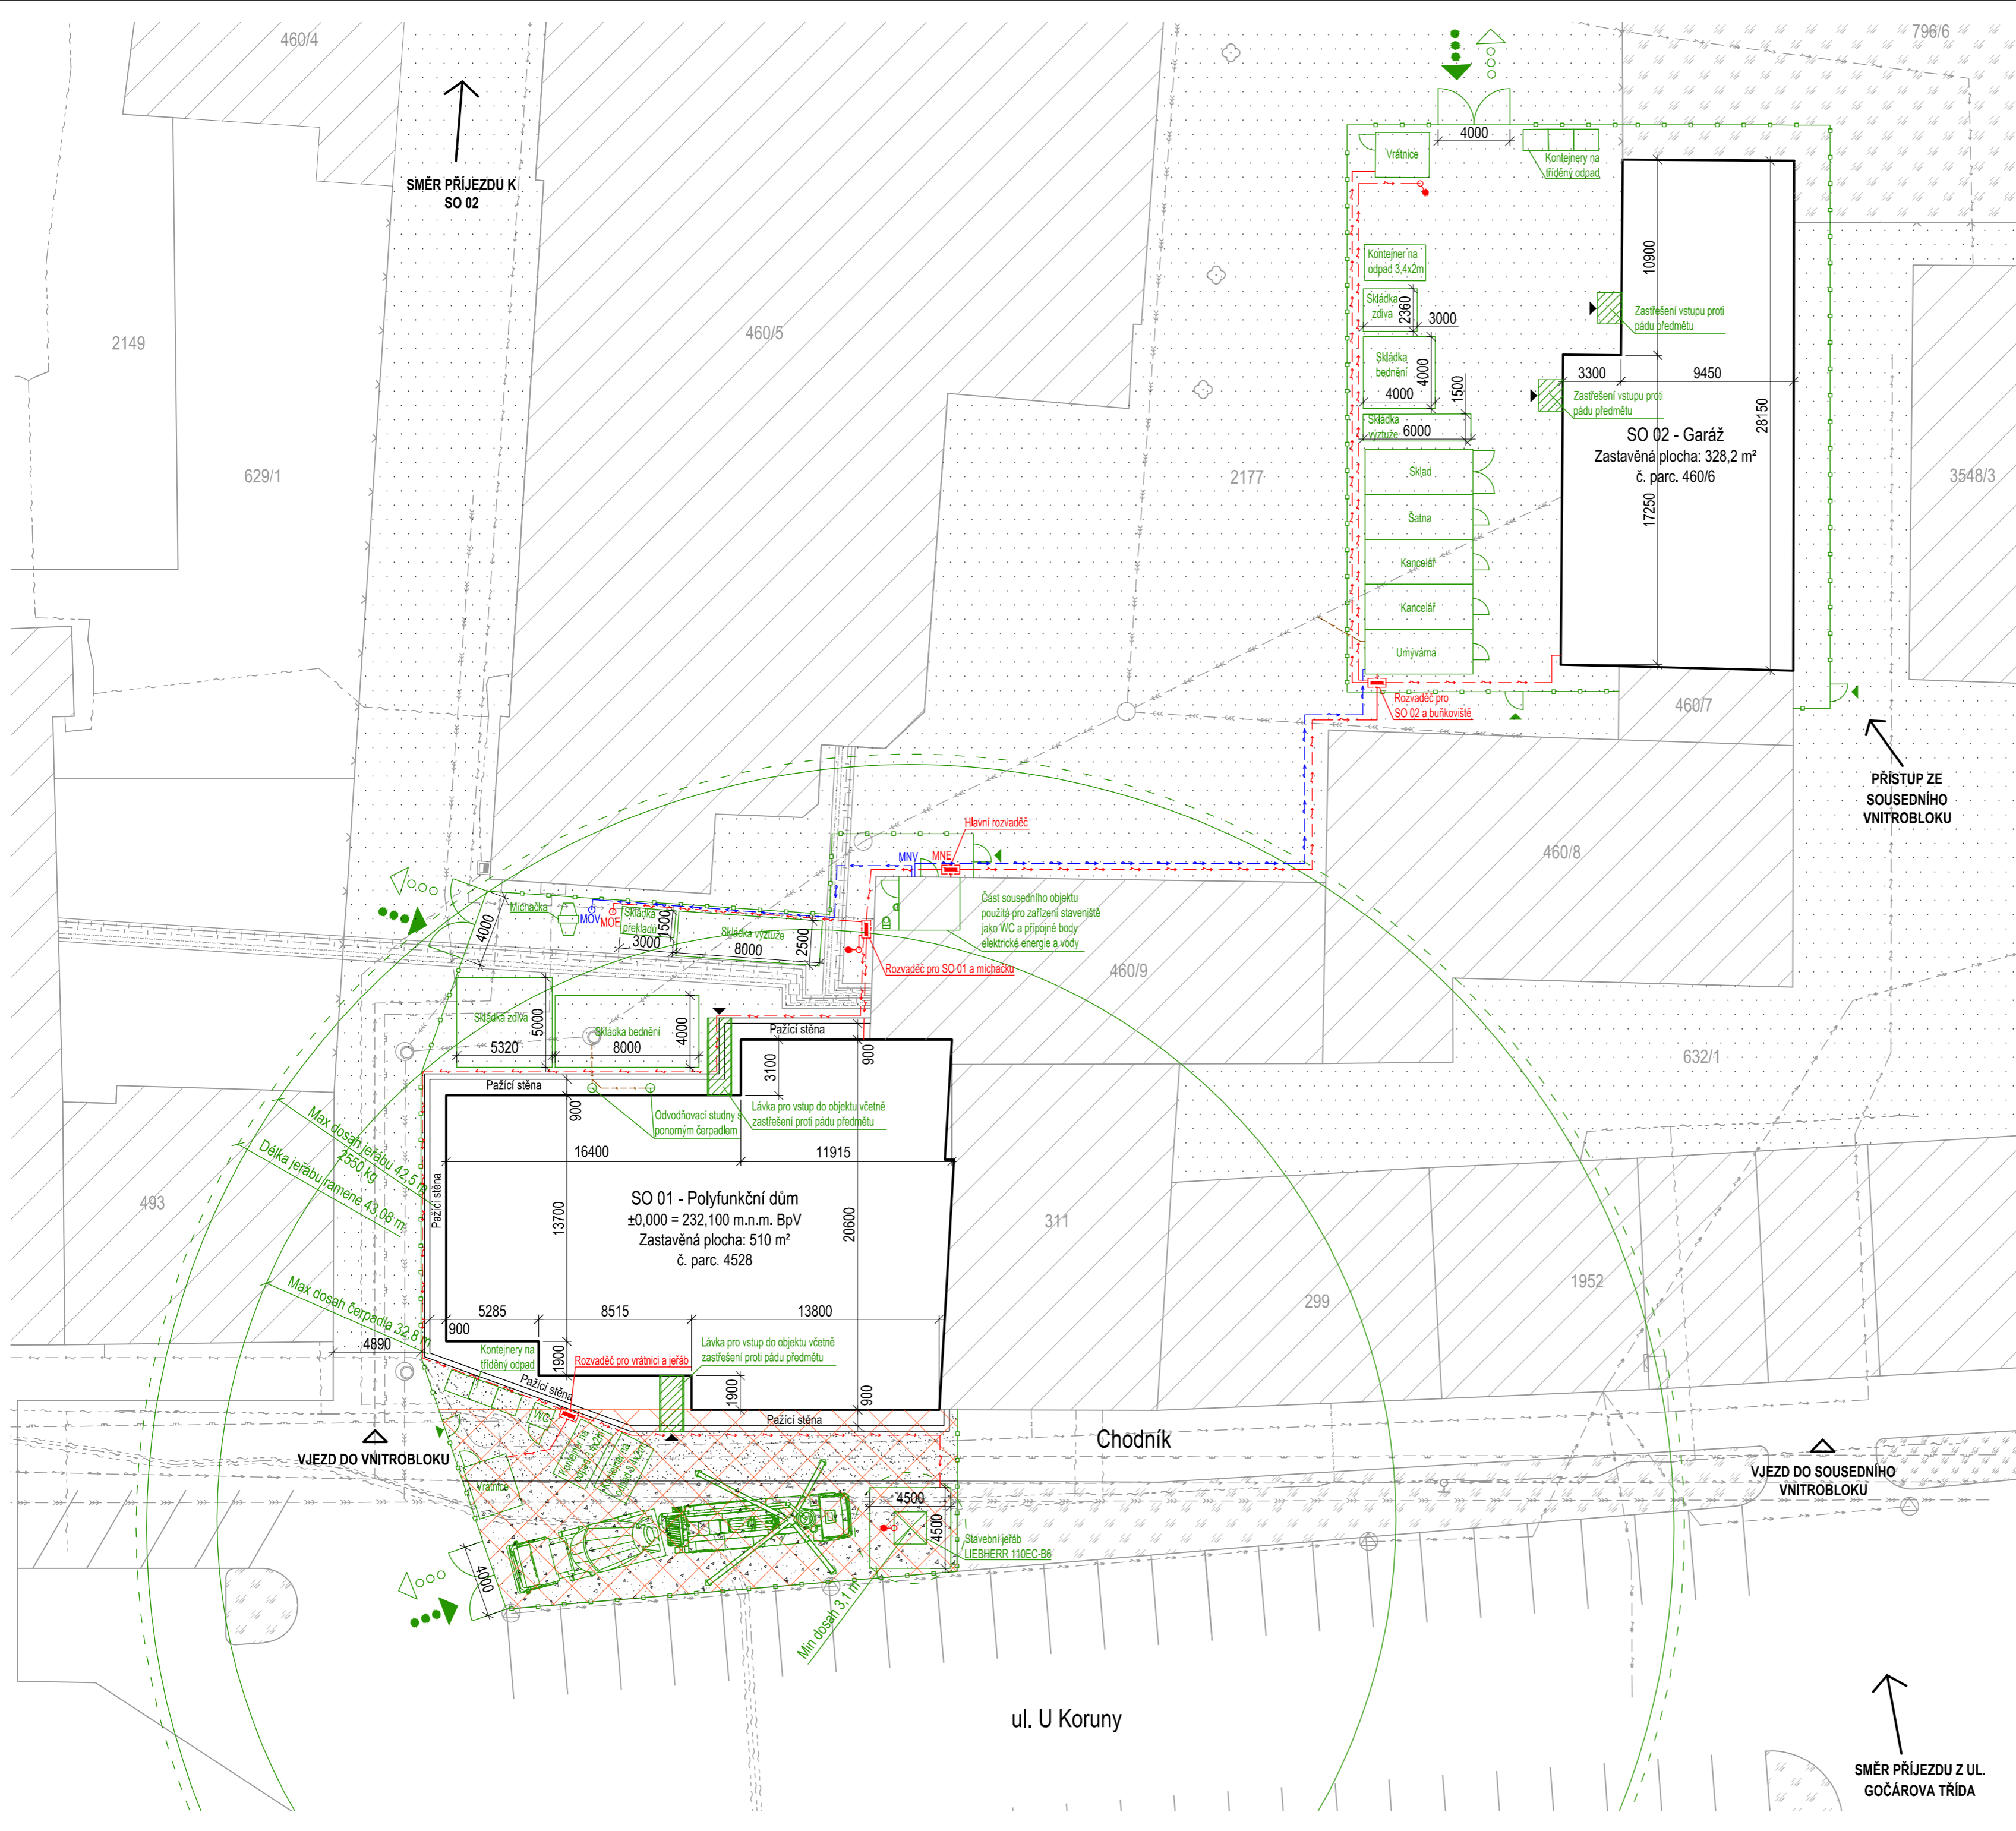 460/4
796/6
SMĚR PŘÍJEZDU K
SO 02
4000
Vrátnice
Kontejnery na
tříděný odpad
10900
Kontejner na
odpad 3,4x2m
Skládka
zdiva
2360
3000
Zastřešení vstupu proti
pádu předmětu
460/5
2149
Skládka
bednění
4000
4000
1500
3300
9450
Zastřešení vstupu proti
pádu předmětu
28150
Skládka
výztuže
6000
SO 02 - Garáž
Zastavěná plocha: 328,2 m²
č. parc. 460/6
629/1
2177
3548/3
Sklad
Šatna
17250
Kancelář
Kancelář
Umývárna
Rozvaděč pro
SO 02 a buňkoviště
460/7
PŘÍSTUP ZE
SOUSEDNÍHO
VNITROBLOKU
Hlavní rozvaděč
MNV
MNE
460/8
Část sousedního objektu
použitá pro zařízení staveniště
jako WC a přípojné body
elektrické energie a vody
Míchačka
4000
MOV
MOE
Skládka
překladů
1500
3000
Skládka výztuže
8000
2500
Rozvaděč pro SO 01 a míchačku
460/9
Skládka zdiva
5000
5320
Skládka bednění
4000
8000
Pažící stěna
900
3100
632/1
Pažící stěna
900
Odvodňovací studny s
ponorným čerpadlem
Lávka pro vstup do objektu včetně
zastřešení proti pádu předmětu
Max dosah jeřábu 42,5 m
2550 kg
Délka jeřábu ramene 43,08 m
16400
11915
Pažící stěna
493
SO 01 - Polyfunkční dům
±0,000 = 232,100 m.n.m. BpV
Zastavěná plocha: 510 m²
č. parc. 4528
13700
20600
311
299
1952
Max dosah čerpadla 32,8 m
5285
8515
13800
900
4890
Kontejnery na
tříděný odpad
1900
Rozvaděč pro vrátnici a jeřáb
Lávka pro vstup do objektu včetně
zastřešení proti pádu předmětu
1900
900
Pažící stěna
Pažící stěna
WC
VJEZD DO VNITROBLOKU
Kontejner na
odpad 3,4x2m
Kontejner na
odpad 3,4x2m
Vrátnice
Chodník
VJEZD DO SOUSEDNÍHO
VNITROBLOKU
4500
4500
Stavební jeřáb
LIEBHERR 110EC-B6
4000
Min dosah 3,1 m
ul. U Koruny
SMĚR PŘÍJEZDU Z UL.
GOČÁROVA TŘÍDA